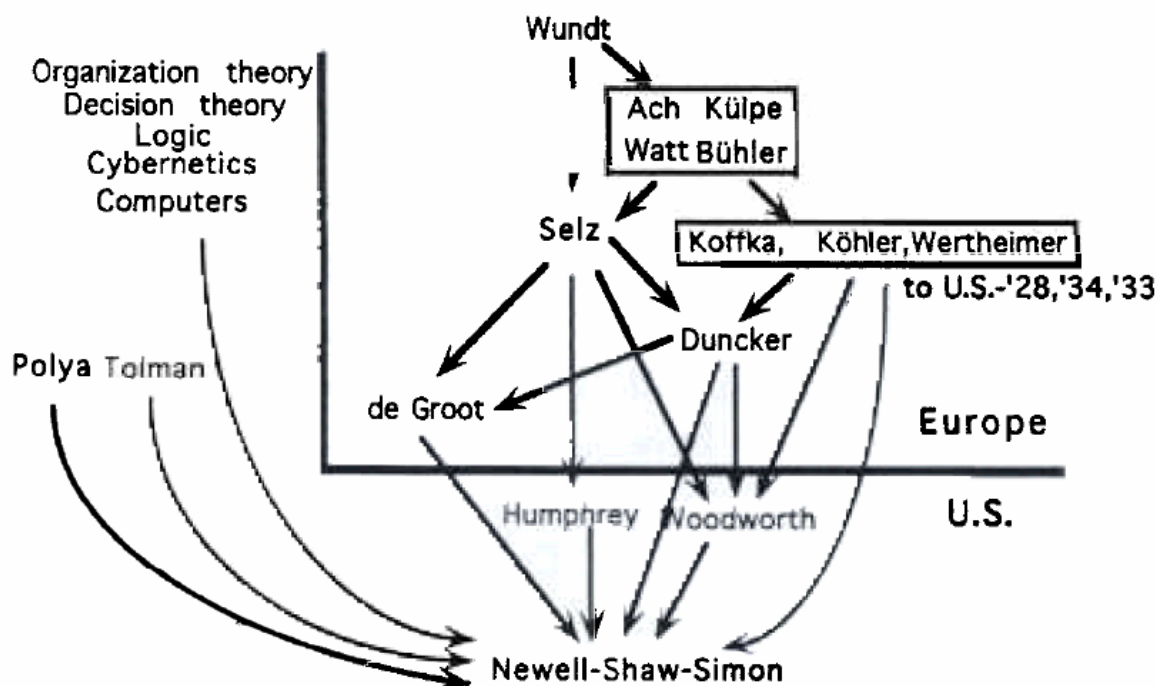 Wundt
Organization theory
Decision theory
Logic
Cybernetics
Computers
Ach Külpe
Watt Bühler
Selz
Koffka, Köhler,Wertheimer
to U.S.-'28,'34,'33
Duncker
Polya Tolman
de Groot
Europe
U.S.
Humphrey Woodworth
Newell-Shaw-Simon